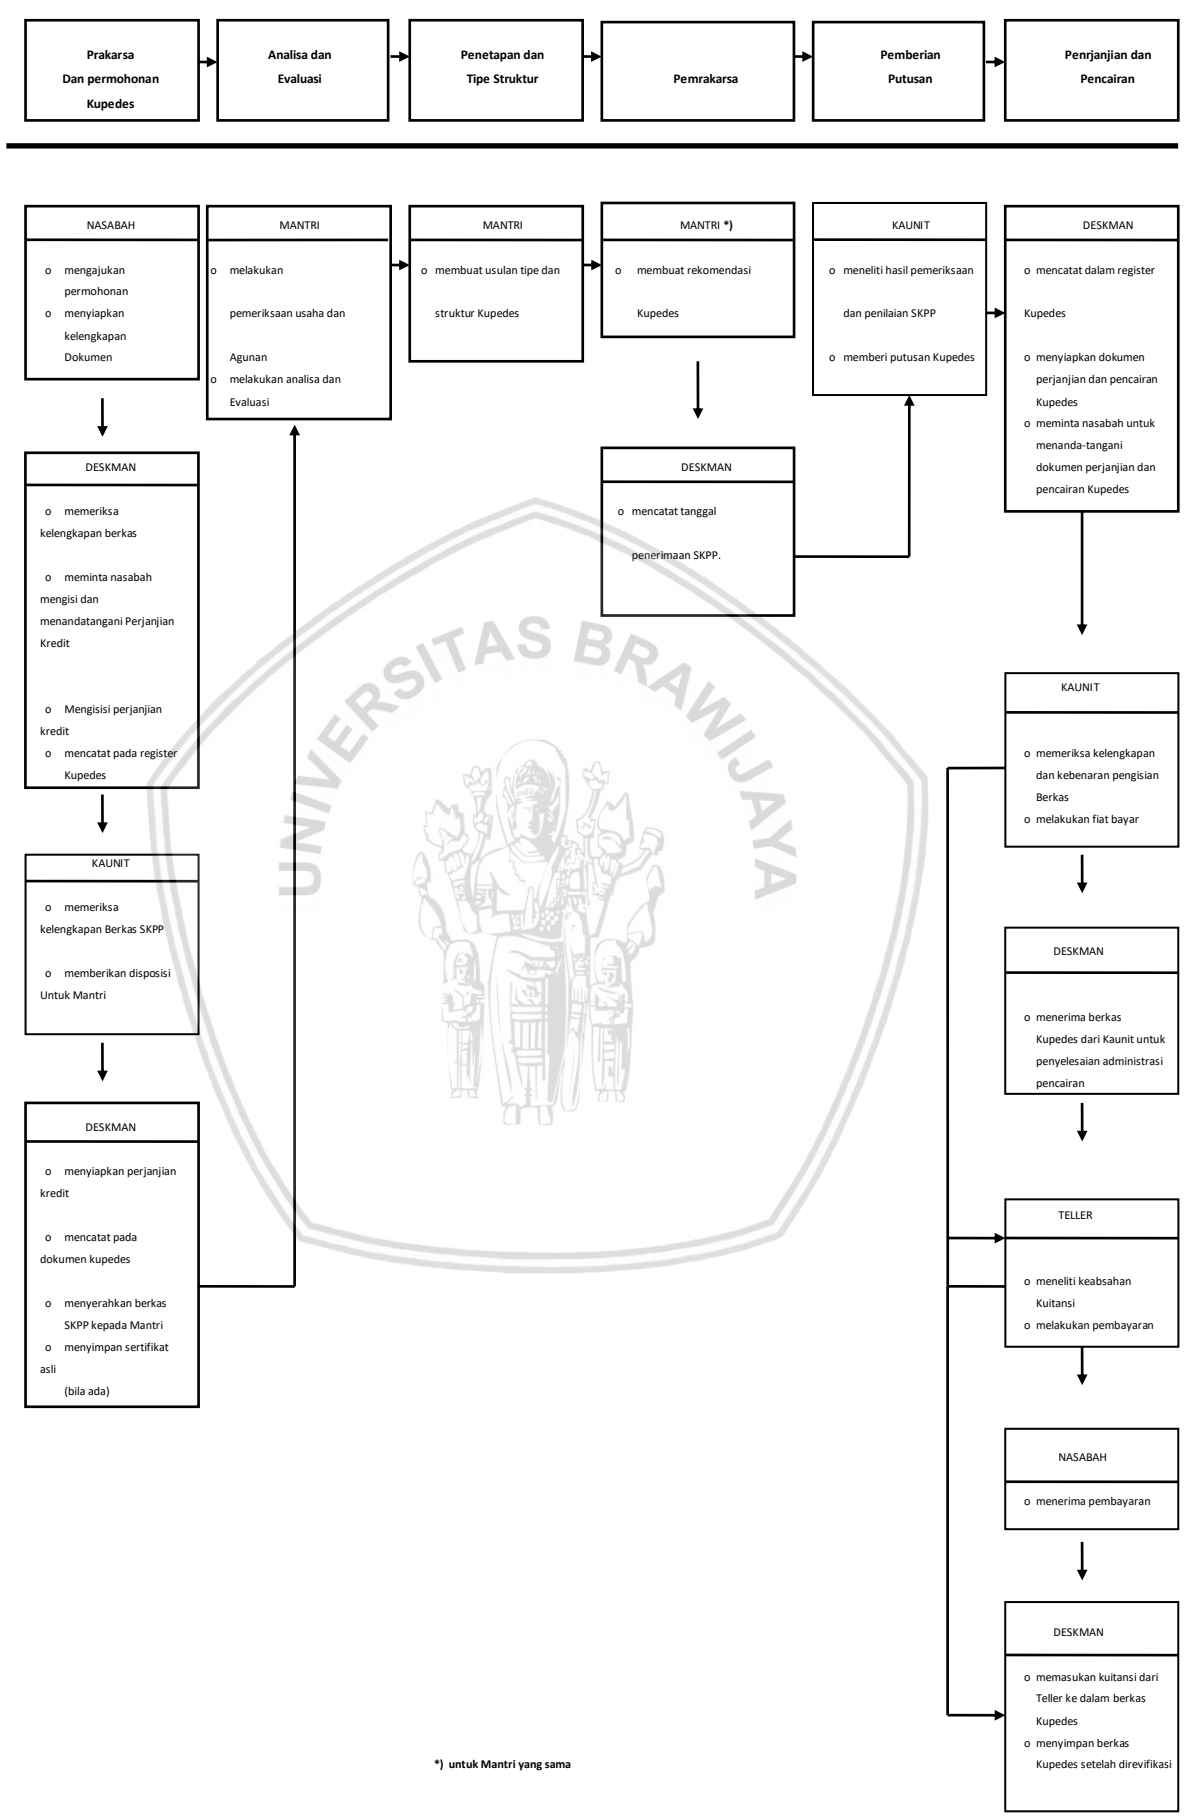 Prakarsa
Dan permohonan
Kupedes
Analisa dan
Evaluasi
Penetapan dan
Tipe Struktur
Pemrakarsa
Pemberian
Putusan
Penrjanjian dan
Pencairan
NASABAH
o mengajukan
permohonan
o menyiapkan
kelengkapan
Dokumen
DESKMAN
o memeriksa
kelengkapan berkas
o meminta nasabah
mengisi dan
menandatangani Perjanjian
Kredit
o Mengisisi perjanjian
kredit
o mencatat pada register
Kupedes
KAUNIT
o memeriksa
kelengkapan Berkas SKPP
o memberikan disposisi
Untuk Mantri
DESKMAN
o menyiapkan perjanjian
kredit
o mencatat pada
dokumen kupedes
o menyerahkan berkas
SKPP kepada Mantri
o menyimpan sertifikat
asli
(bila ada)
MANTRI
o melakukan
pemeriksaan usaha dan
Agunan
o melakukan analisa dan
Evaluasi
MANTRI
o membuat usulan tipe dan
struktur Kupedes
MANTRI *)
o membuat rekomendasi
Kupedes
DESKMAN
o mencatat tanggal
penerimaan SKPP.
KAUNIT
o meneliti hasil pemeriksaan
dan penilaian SKPP
o memberi putusan Kupedes
DESKMAN
o mencatat dalam register
Kupedes
o menyiapkan dokumen
perjanjian dan pencairan
Kupedes
o meminta nasabah untuk
menanda-tangani
dokumen perjanjian dan
pencairan Kupedes
KAUNIT
o memeriksa kelengkapan
dan kebenaran pengisian
Berkas
o melakukan fiat bayar
DESKMAN
o menerima berkas
Kupedes dari Kaunit untuk
penyelesaian administrasi
pencairan
TELLER
o meneliti keabsahan
Kuitansi
o melakukan pembayaran
NASABAH
o menerima pembayran
DESKMAN
o memasukan kuitansi dari
Teller ke dalam berkas
Kupedes
o menyimpan berkas
Kupedes setelah direvifikasi
*) untuk Mantri yang sama
UNIVERSITAS BRAWIJAYA